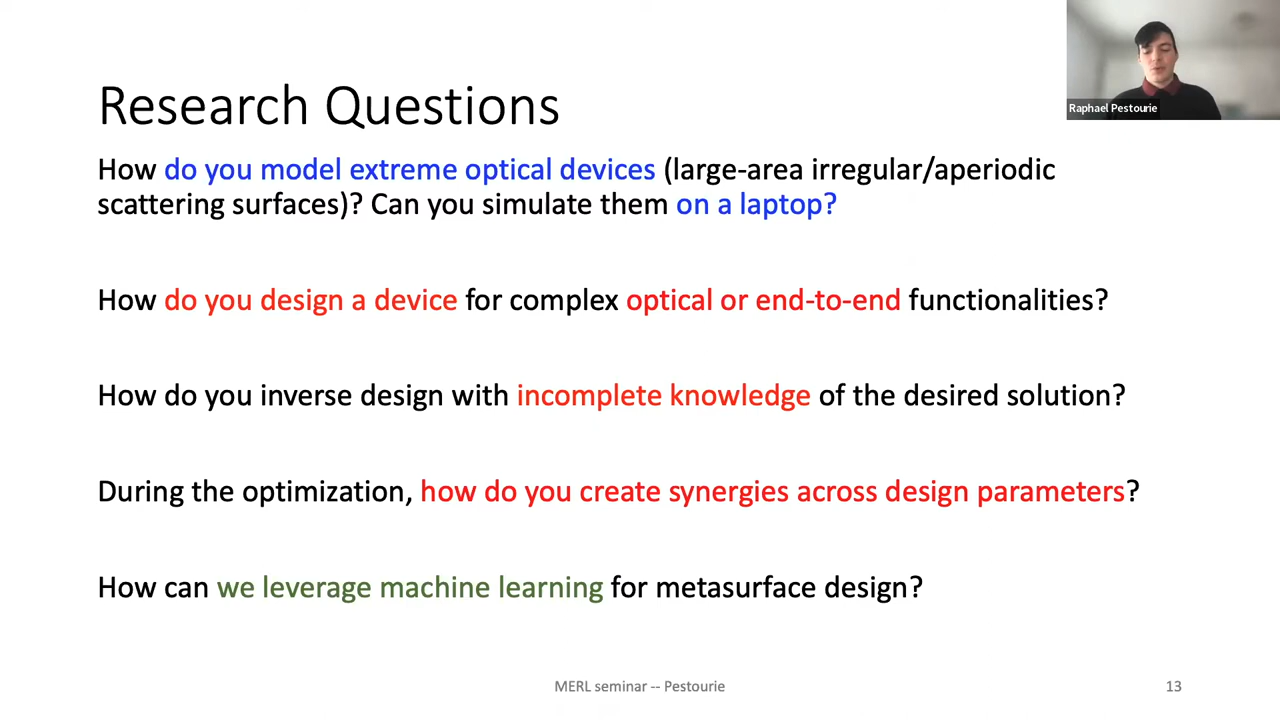 Raphael Pestourie
Research Questions
How do you model extreme optical devices (large-area irregular/aperiodic
scattering surfaces)? Can you simulate them on a laptop?
How do you design a device for complex optical or end-to-end functionalities?
How do you inverse design with incomplete knowledge of the desired solution?
During the optimization, how do you create synergies across design parameters?
How can we leverage machine learning for metasurface design?
MERL seminar -- Pestourie
13